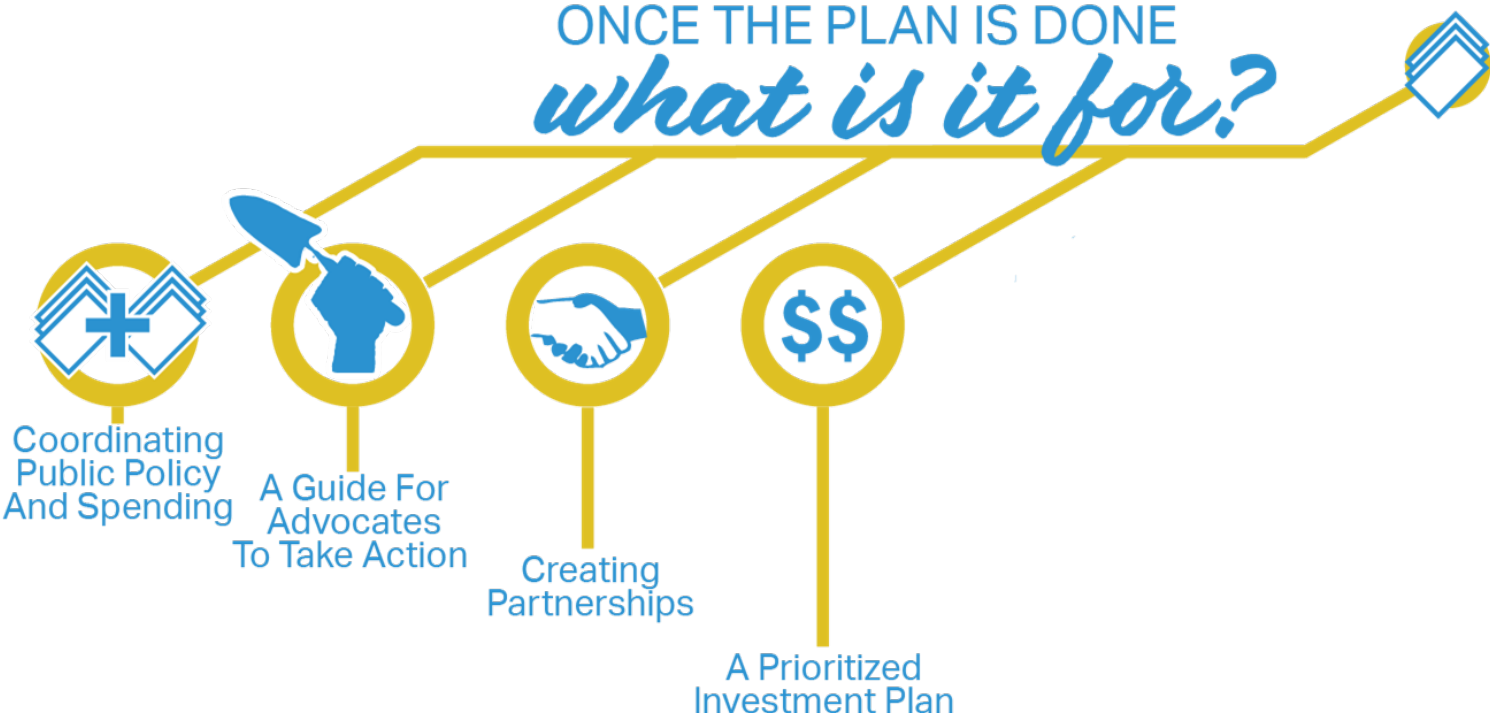 ONCE THE PLAN IS DONE
what is it for?
$$
Coordinating
Public Policy
And Spending
A Guide For
Advocates
To Take Action
Creating
Partnerships
A Prioritized
Investment Plan